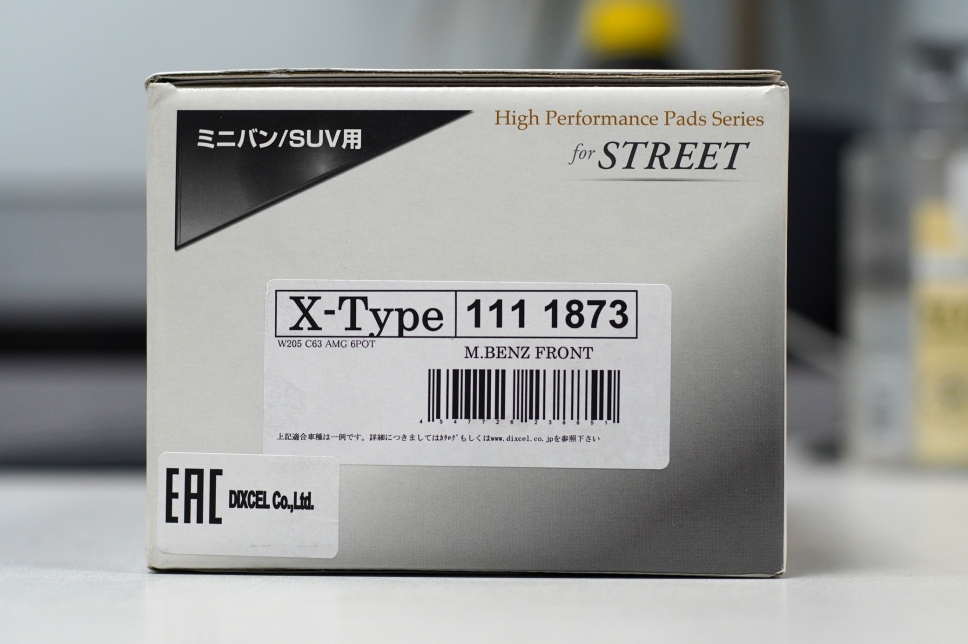 ミニバン/SUV用
High Performance Pads Series
for STREET
X-Type 111 1873
W205 C63 AMG 6POT
M.BENZ FRONT
上記適合車種は一例です。詳細につきましてはｶﾀﾛｸﾞもしくはwww.dixcel.co.jpを参照下さい
EAC DIXCEL Co.,Ltd.